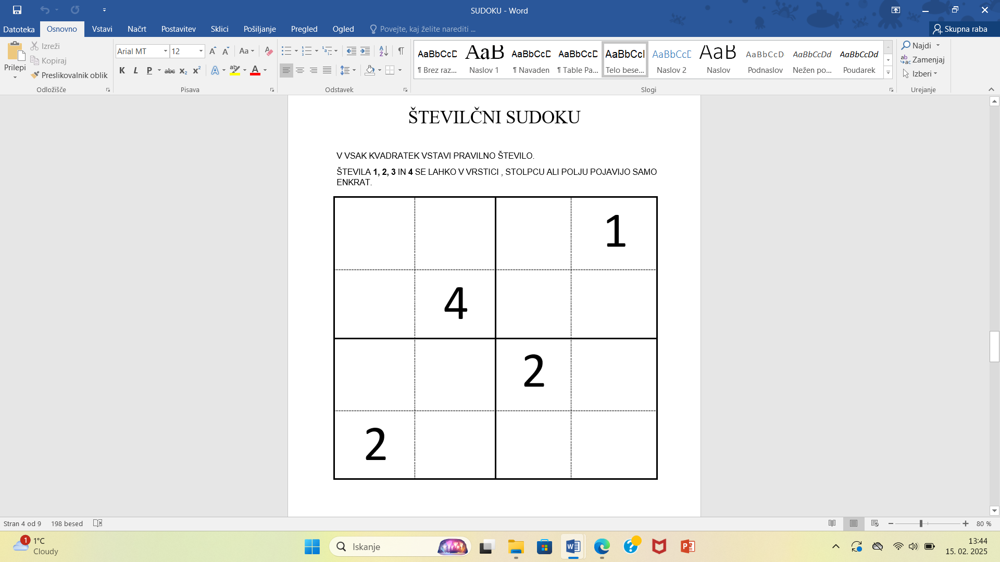 SUDOKU - Word
Datoteka Osnovno Vstavi Načrt Postavitev Sklici Pošiljanje Pregled Ogled Povejte, kaj želite narediti ... Skupna raba
Prilepi
Izreži
Kopiraj
Preslikovalnik oblik
Odložišče
Arial MT 12
K L P abc x₂ x²
Pisava
Odstavek
AaBbCcD AaB AaBbCcD AaBbCcD AaBbCcI AaBbCcD AaB AaBbCcD AaBbCcDd AaBbCcDd
¶ Brez raz... Naslov 1 ¶ Navaden ¶ Table Pa... Telo bese... Naslov 2 Naslov Podnaslov Nežen po... Poudarek
Slogi
Najdi
Zamenjaj
Izberi
Urejanje
ŠTEVILČNI SUDOKU
V VSAK KVADRATEK VSTAVI PRAVILNO ŠTEVILO.
ŠTEVILA 1, 2, 3 IN 4 SE LAHKO V VRSTICI , STOLPCU ALI POLJU POJAVIJO SAMO
ENKRAT.
1
4
2
2
Stran 4 od 9 198 besed 80 %
1
1°C
Cloudy
Iskanje
13:44
15. 02. 2025